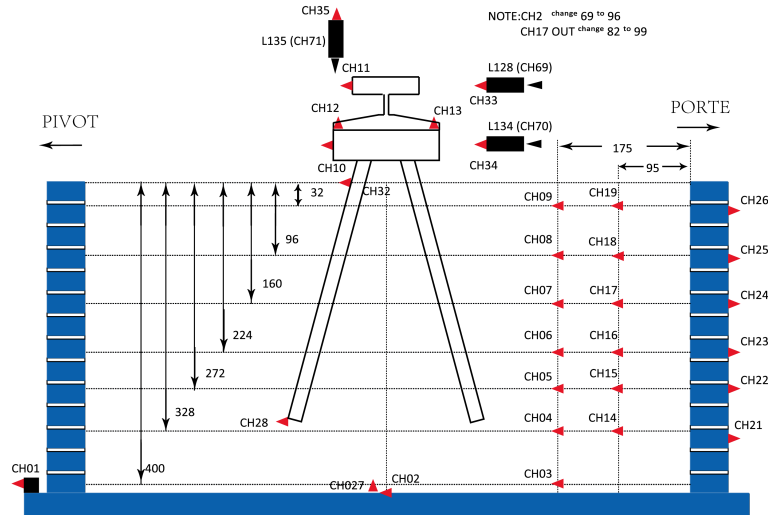 CH35
NOTE:CH2 change 69 to 96
CH17 OUT change 82 to 99
L135 (CH71)
CH11
L128 (CH69)
CH33
CH12
CH13
PIVOT
PORTE
L134 (CH70)
175
CH10
CH34
95
32
CH32
CH09
CH19
CH26
96
CH08
CH18
CH25
160
CH07
CH17
CH24
224
CH06
CH16
CH23
272
CH05
CH15
CH22
328
CH28
CH04
CH14
CH21
CH01
400
CH027
CH02
CH03